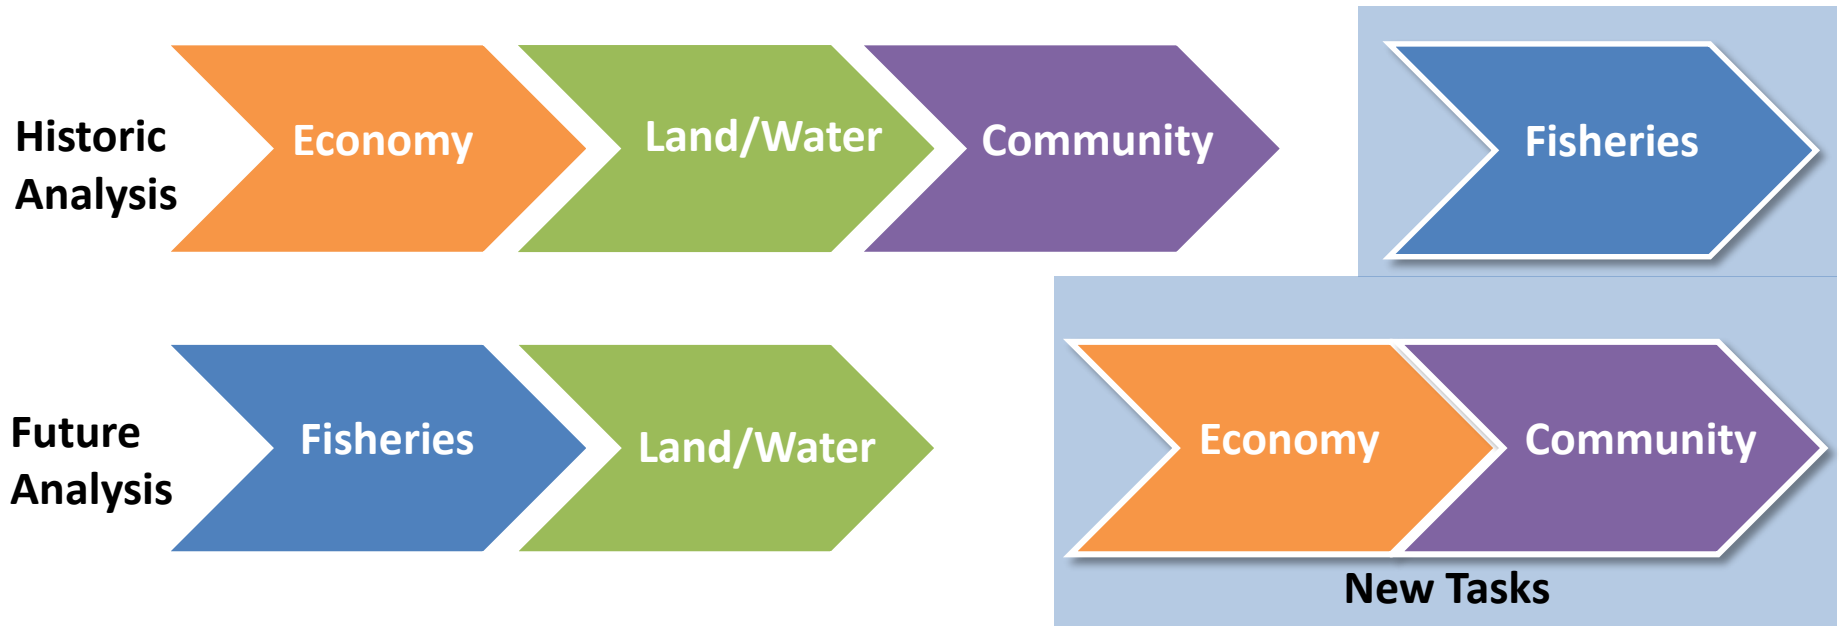 Historic
Analysis
Economy
Land/Water
Community
Fisheries
Future
Analysis
Fisheries
Land/Water
Economy
Community
New Tasks